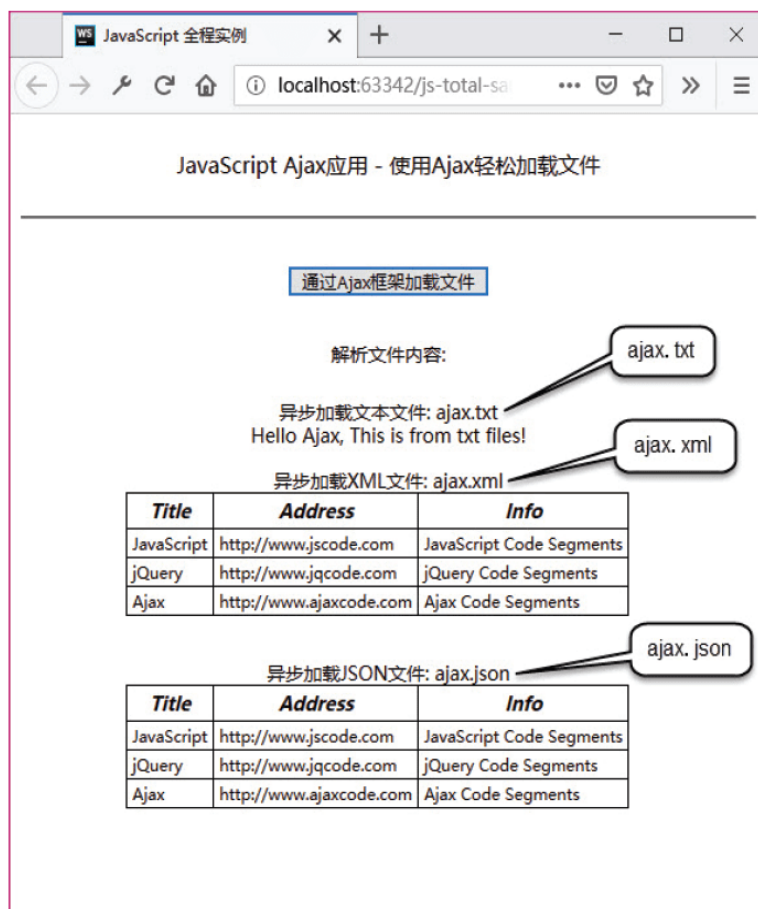 WS JavaScript 全程实例
localhost:63342/js-total-sa
JavaScript Ajax应用 - 使用Ajax轻松加载文件
通过Ajax框架加载文件
解析文件内容:
ajax. txt
异步加载文本文件: ajax.txt
Hello Ajax, This is from txt files!
ajax. xml
异步加载XML文件: ajax.xml
Title Address Info
JavaScript http://www.jscode.com JavaScript Code Segments
jQuery http://www.jqcode.com jQuery Code Segments
Ajax http://www.ajaxcode.com Ajax Code Segments
ajax. json
异步加载JSON文件: ajax.json
Title Address Info
JavaScript http://www.jscode.com JavaScript Code Segments
jQuery http://www.jqcode.com jQuery Code Segments
Ajax http://www.ajaxcode.com Ajax Code Segments